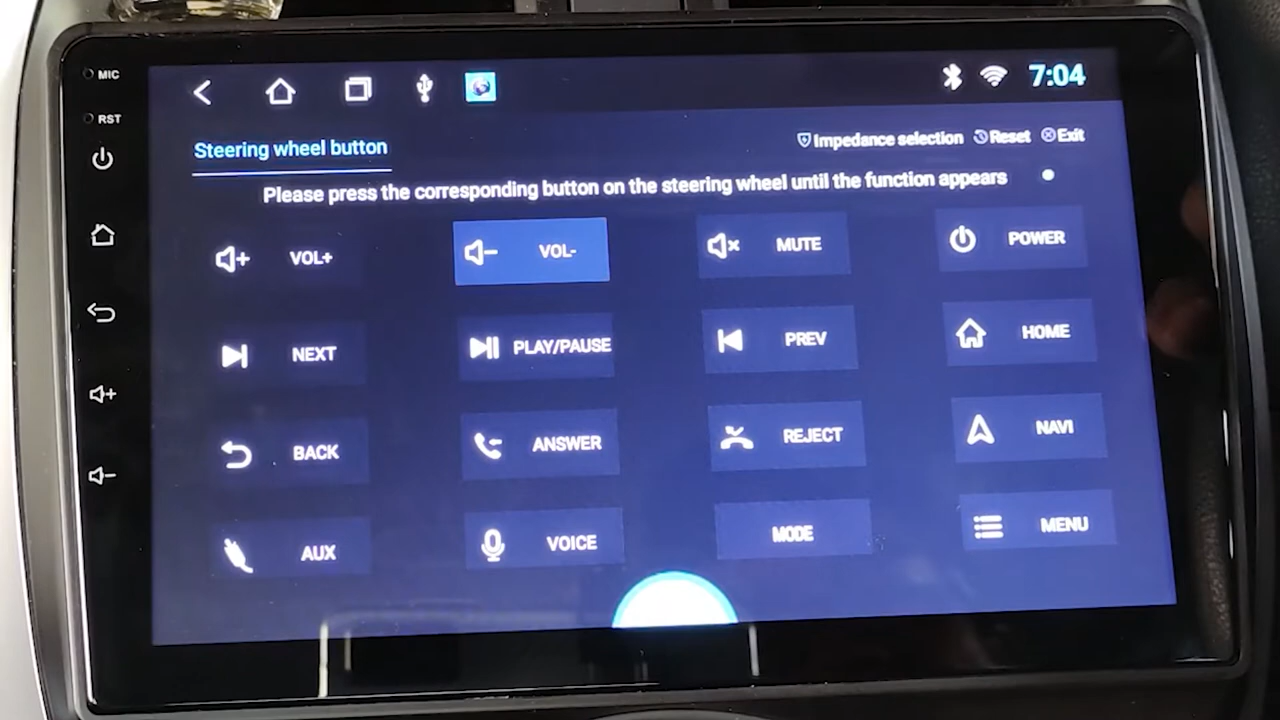 MIC
7:04
RST
Steering wheel button
Impedance selection Reset Exit
Please press the corresponding button on the steering wheel until the function appears
VOL+ VOL- MUTE POWER
NEXT PLAY/PAUSE PREV HOME
BACK ANSWER REJECT NAVI
AUX VOICE MODE MENU